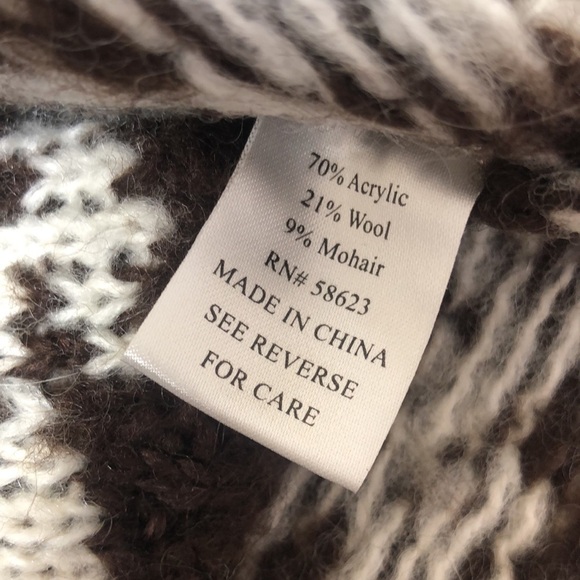 70% Acrylic
21% Wool
9% Mohair
RN# 58623
MADE IN CHINA
SEE REVERSE
FOR CARE